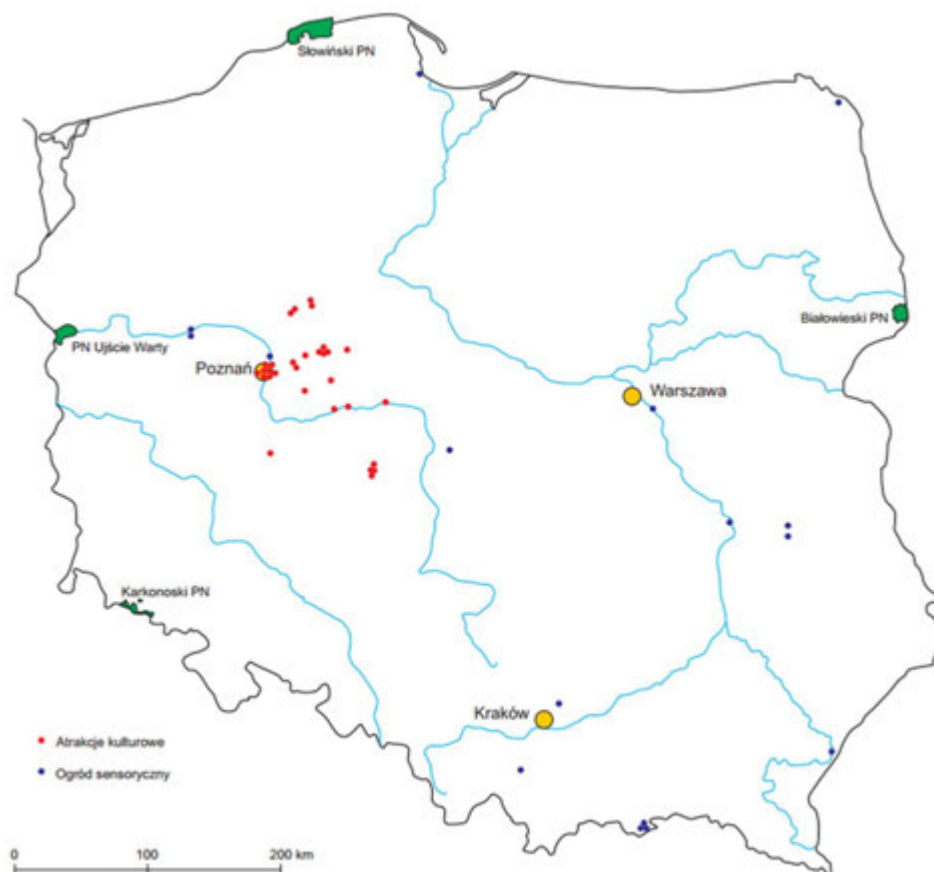 Słowiński PN
Białowieski PN
PN Ujście Warty
Poznań
Warszawa
Karkonoski PN
Kraków
Atrakcje kulturowe
Ogród sensoryczny
0 100 200 km